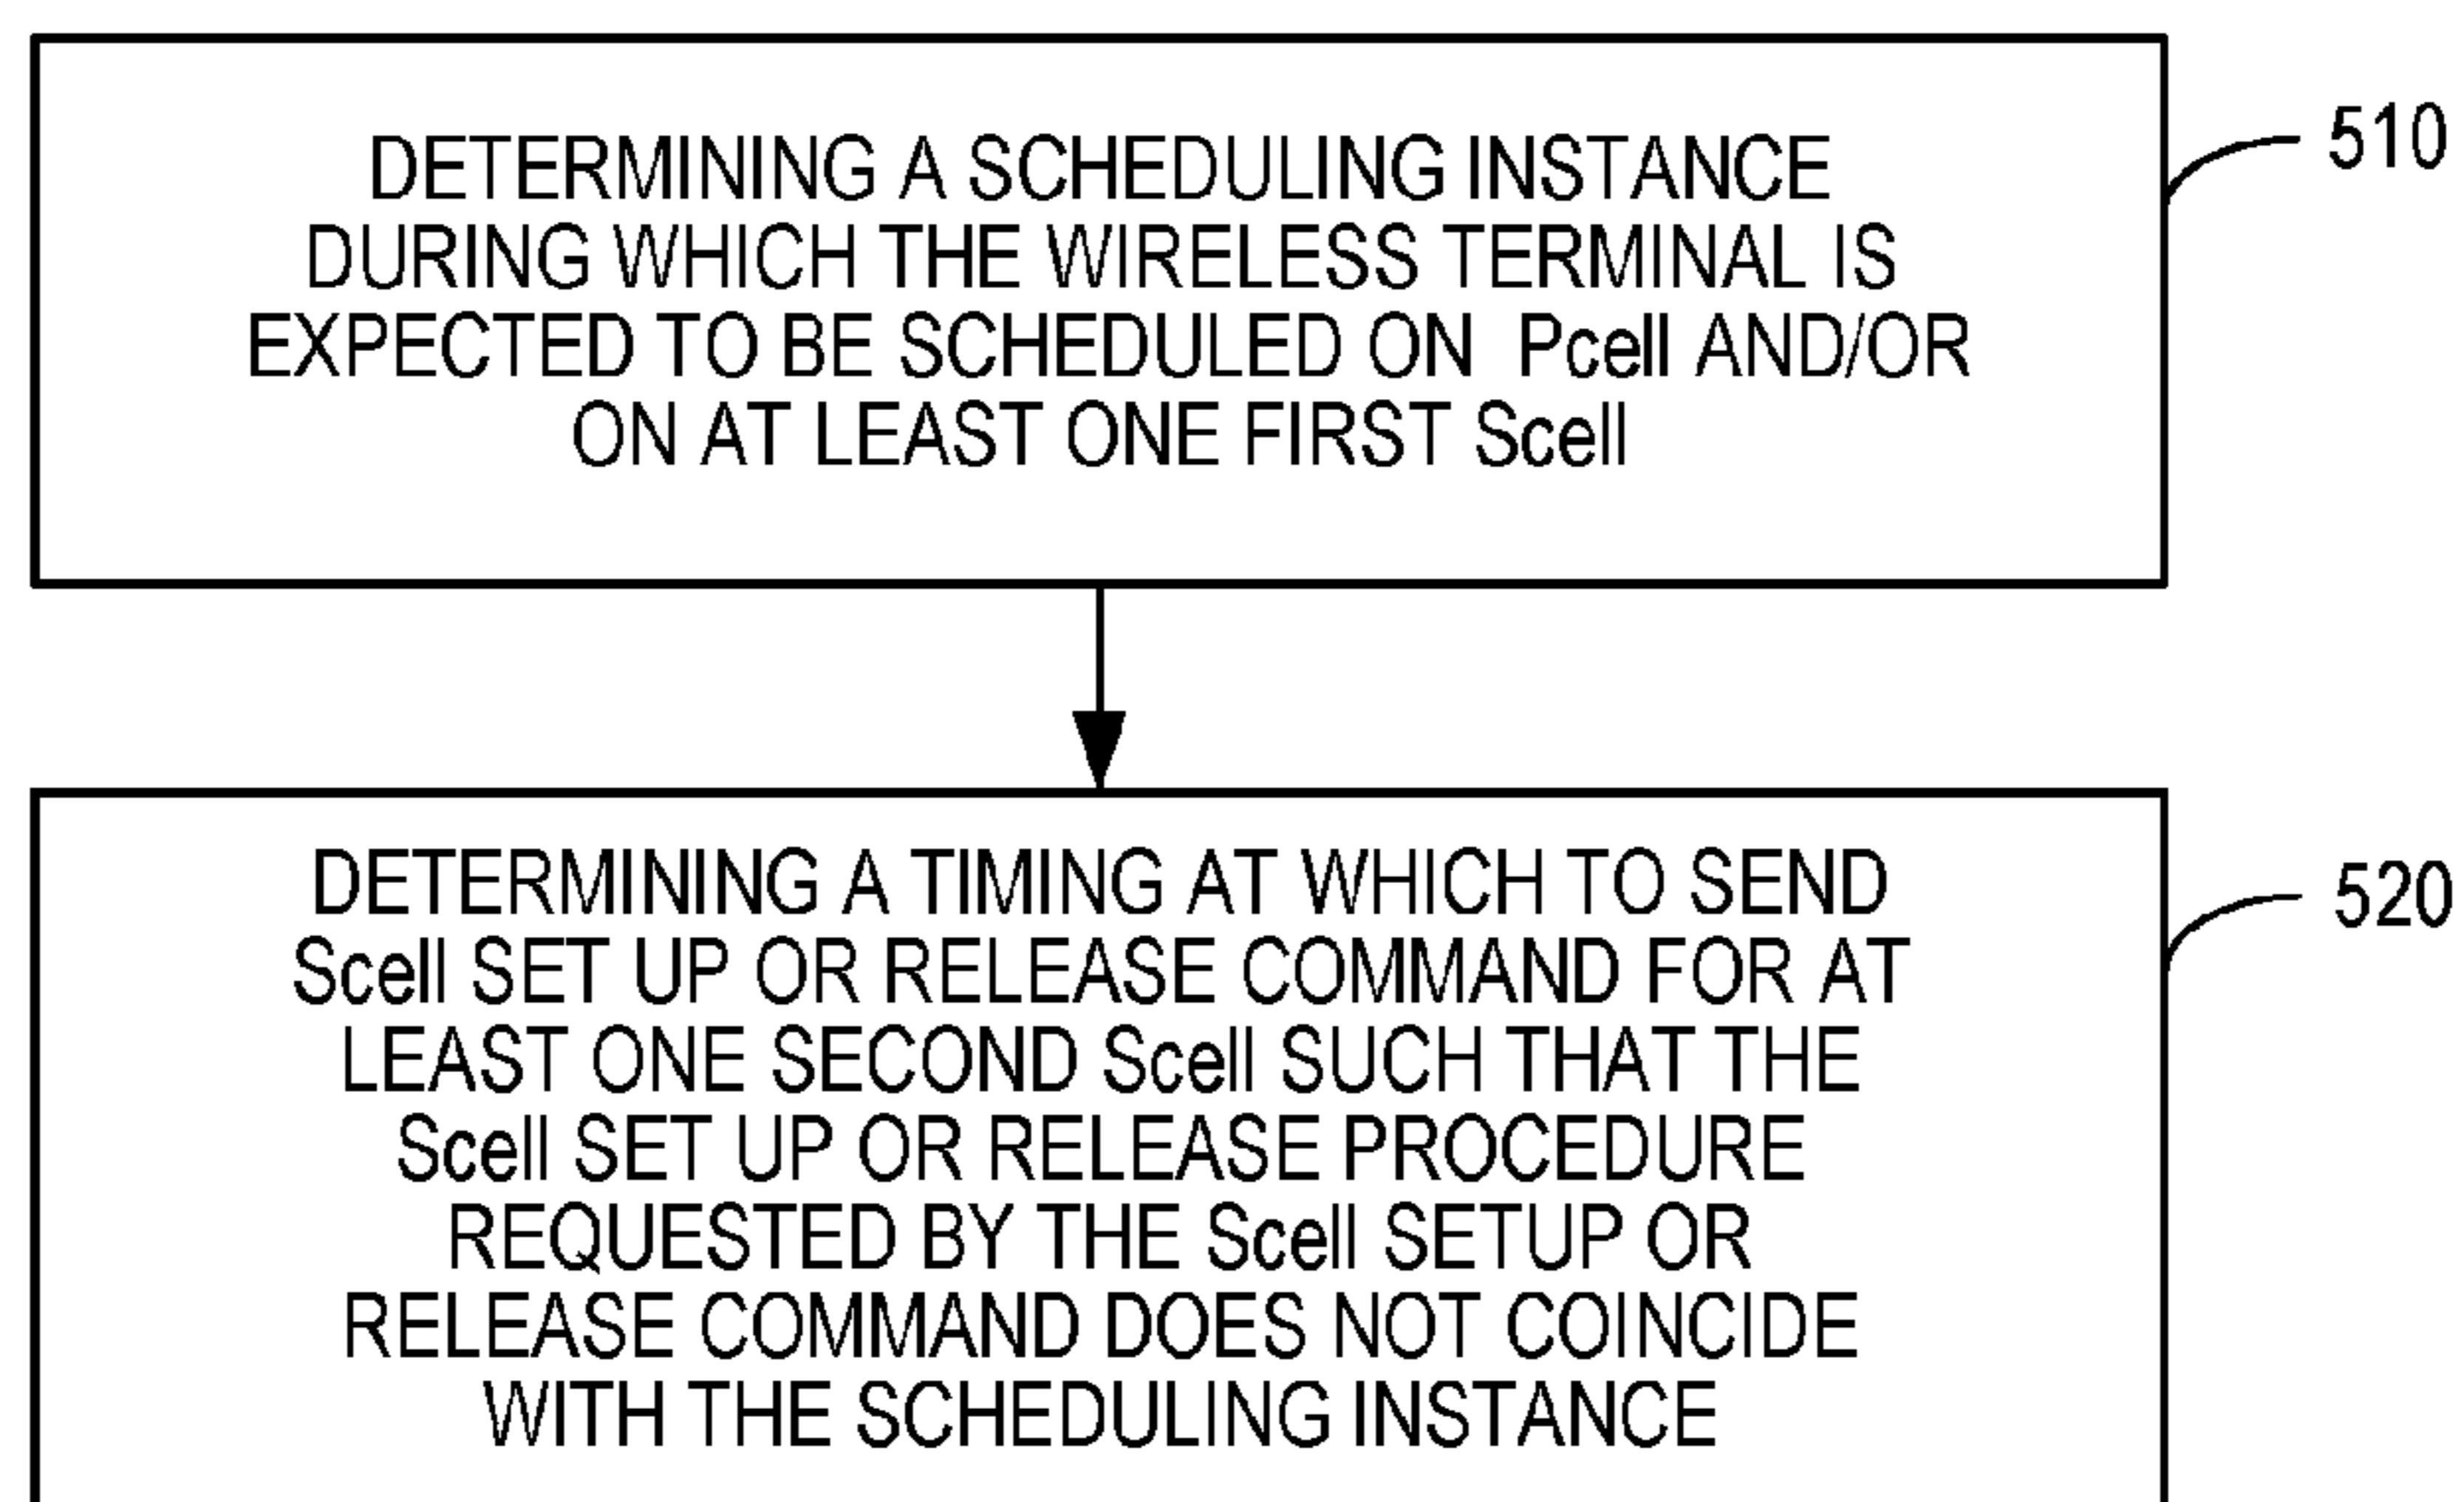 DETERMINING A SCHEDULING INSTANCE
DURING WHICH THE WIRELESS TERMINAL IS
EXPECTED TO BE SCHEDULED ON Pcell AND/OR
ON AT LEAST ONE FIRST Scell
510
DETERMINING A TIMING AT WHICH TO SEND
Scell SET UP OR RELEASE COMMAND FOR AT
LEAST ONE SECOND Scell SUCH THAT THE
Scell SET UP OR RELEASE PROCEDURE
REQUESTED BY THE Scell SETUP OR
RELEASE COMMAND DOES NOT COINCIDE
WITH THE SCHEDULING INSTANCE
520